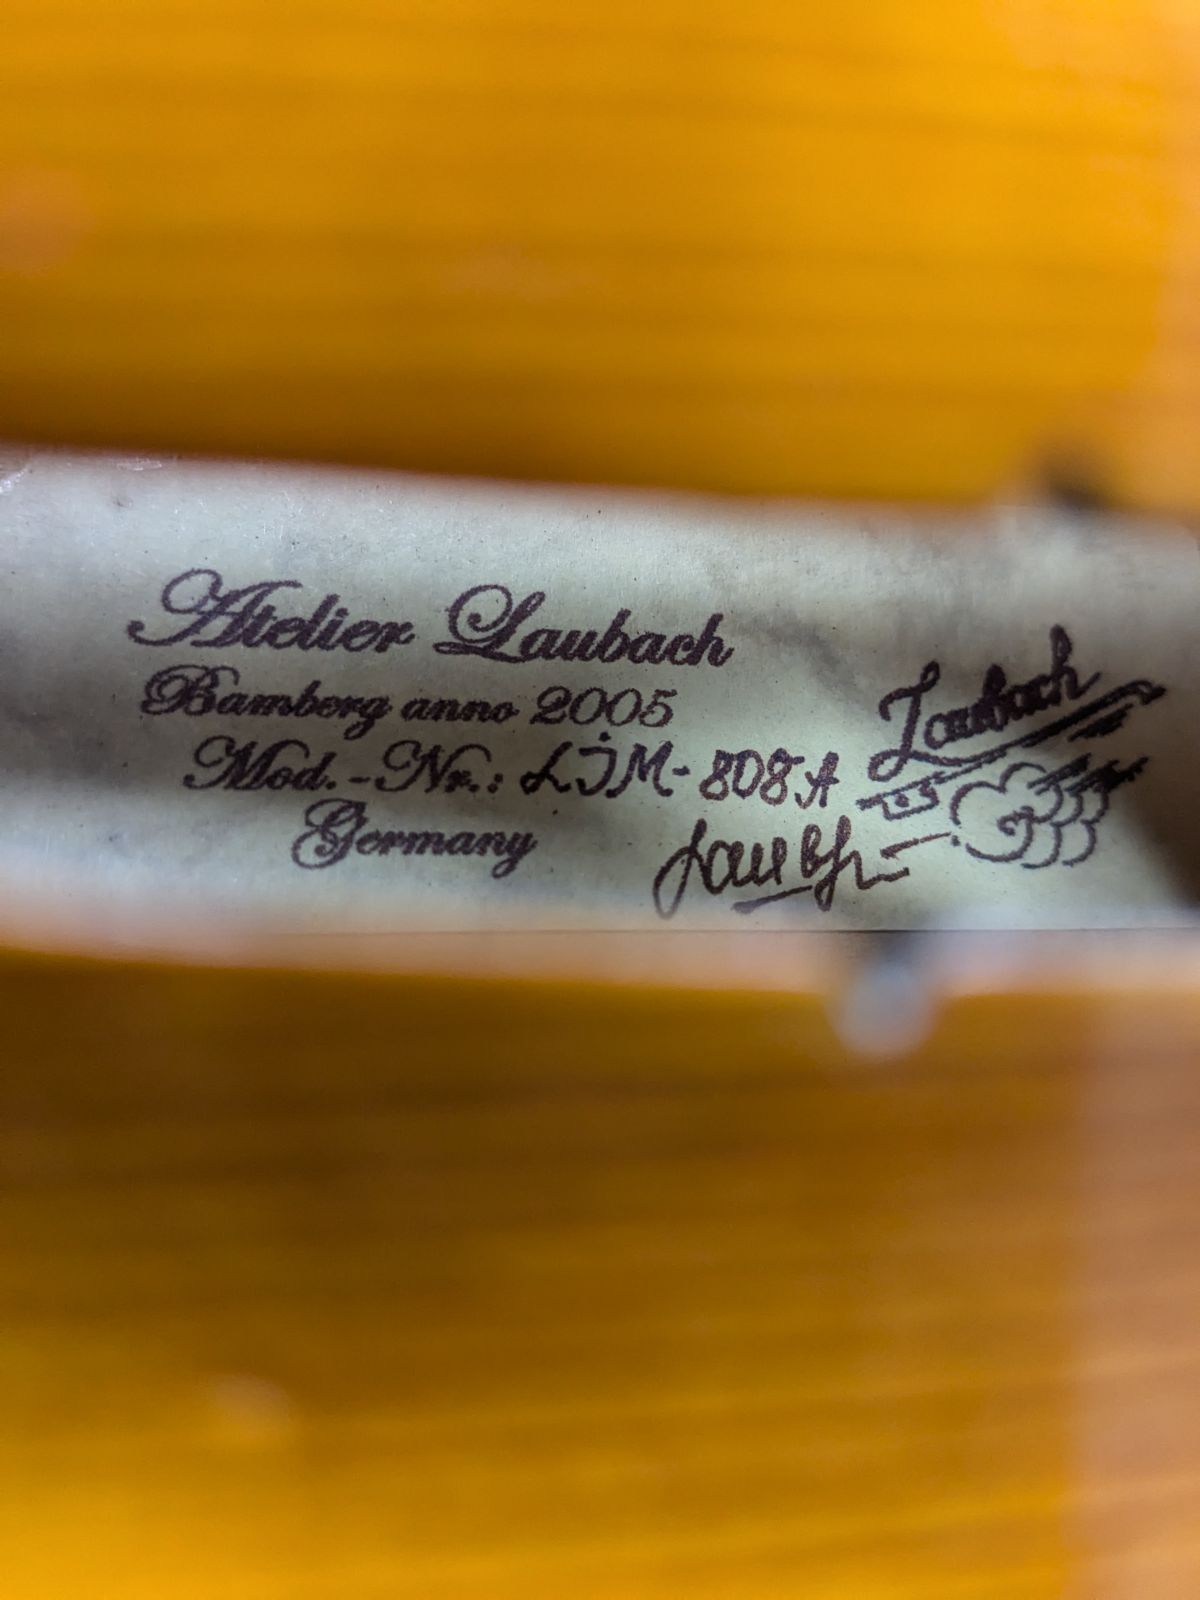 Atelier Laubach
Bamberg anno 2005
Mod.-Nr.: LJM-808A
Germany
Laubach